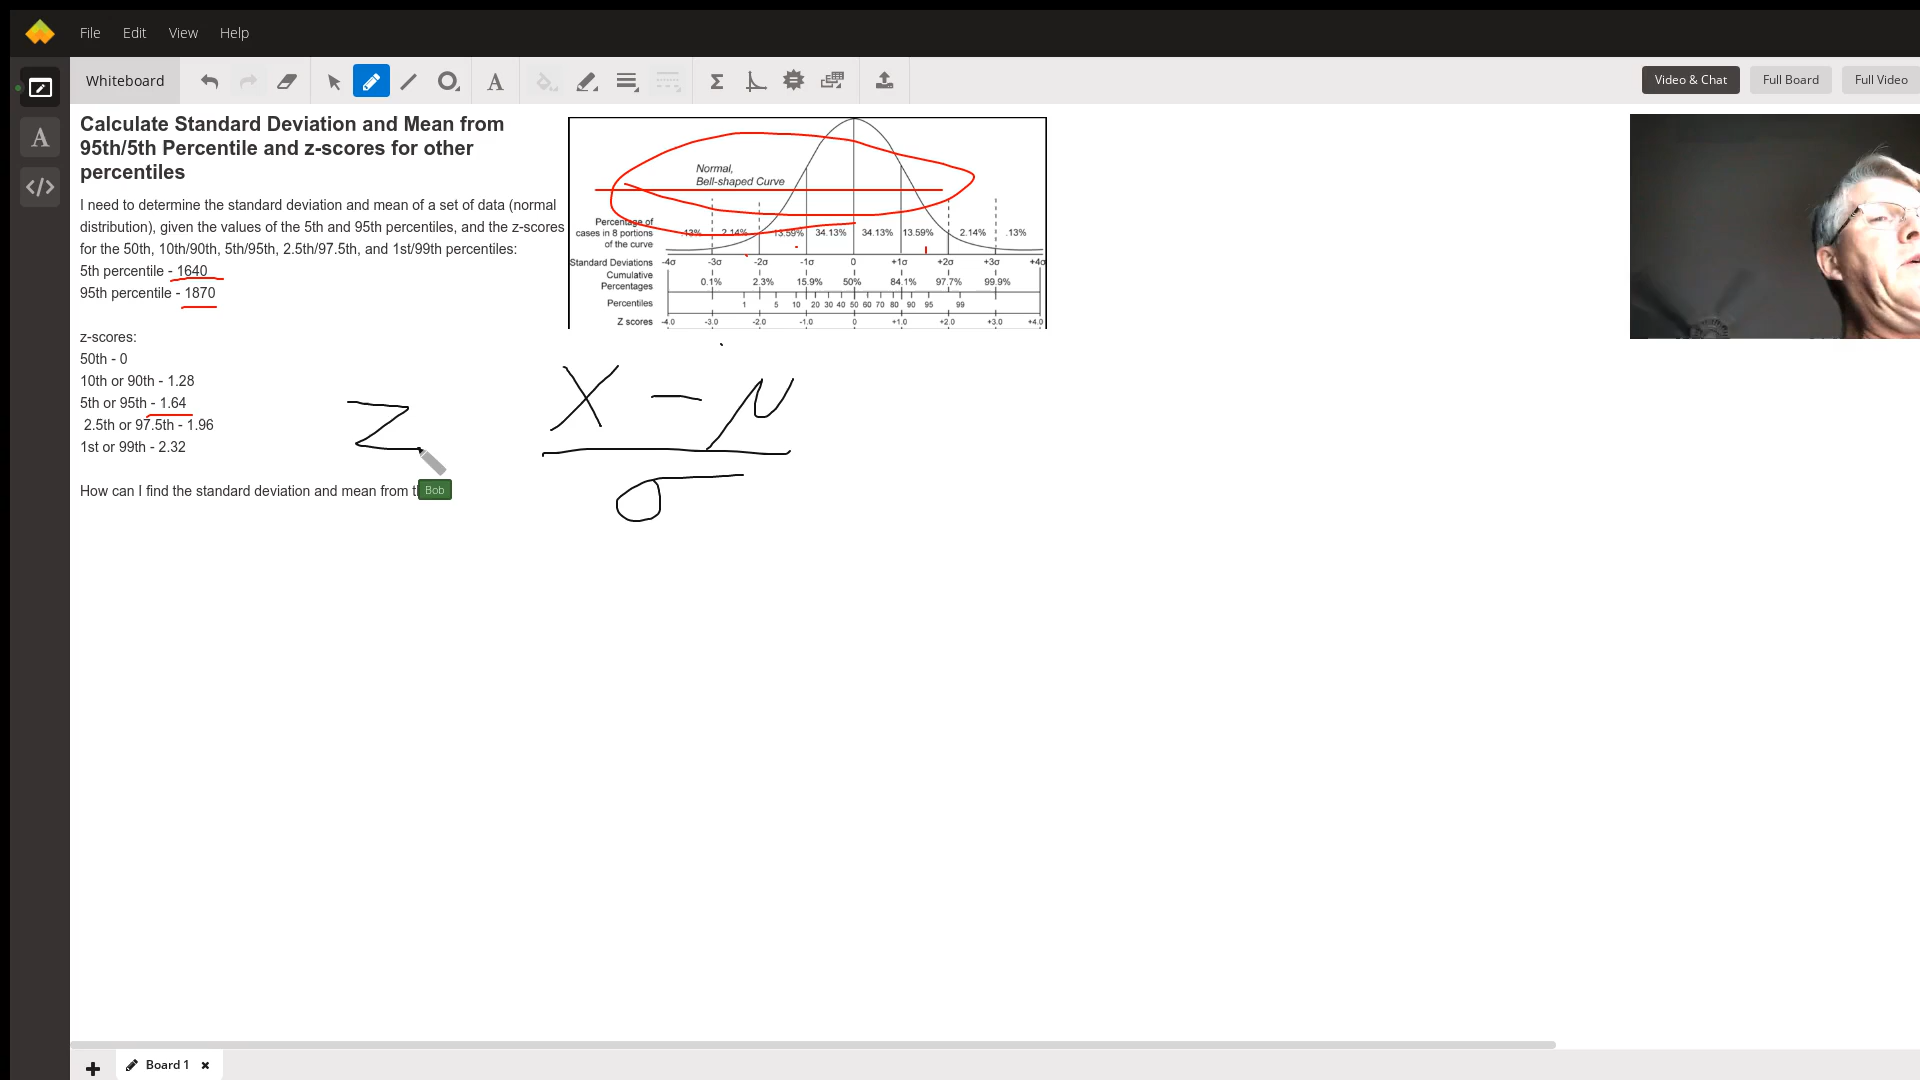 File Edit View Help
Whiteboard
A
Σ
Video & Chat
Full Board
Full Video
A
Calculate Standard Deviation and Mean from
95th/5th Percentile and z-scores for other
percentiles
I need to determine the standard deviation and mean of a set of data (normal
distribution), given the values of the 5th and 95th percentiles, and the z-scores
for the 50th, 10th/90th, 5th/95th, 2.5th/97.5th, and 1st/99th percentiles:
5th percentile - 1640
95th percentile - 1870
z-scores:
50th - 0
10th or 90th - 1.28
5th or 95th - 1.64
2.5th or 97.5th - 1.96
1st or 99th - 2.32
How can I find the standard deviation and mean from
Bob
Normal,
Bell-shaped Curve
Percentage of
cases in 8 portions
of the curve
.13% 2.14% 13.59% 34.13% 34.13% 13.59% 2.14% .13%
Standard Deviations -4σ -3σ -2σ -1σ 0 +1σ +2σ +3σ +4σ
Cumulative
Percentages
0.1% 2.3% 15.9% 50% 84.1% 97.7% 99.9%
Percentiles 1 5 10 20 30 40 50 60 70 80 90 95 99
Z scores -4.0 -3.0 -2.0 -1.0 0 +1.0 +2.0 +3.0 +4.0
X - μ
Z
σ
Board 1